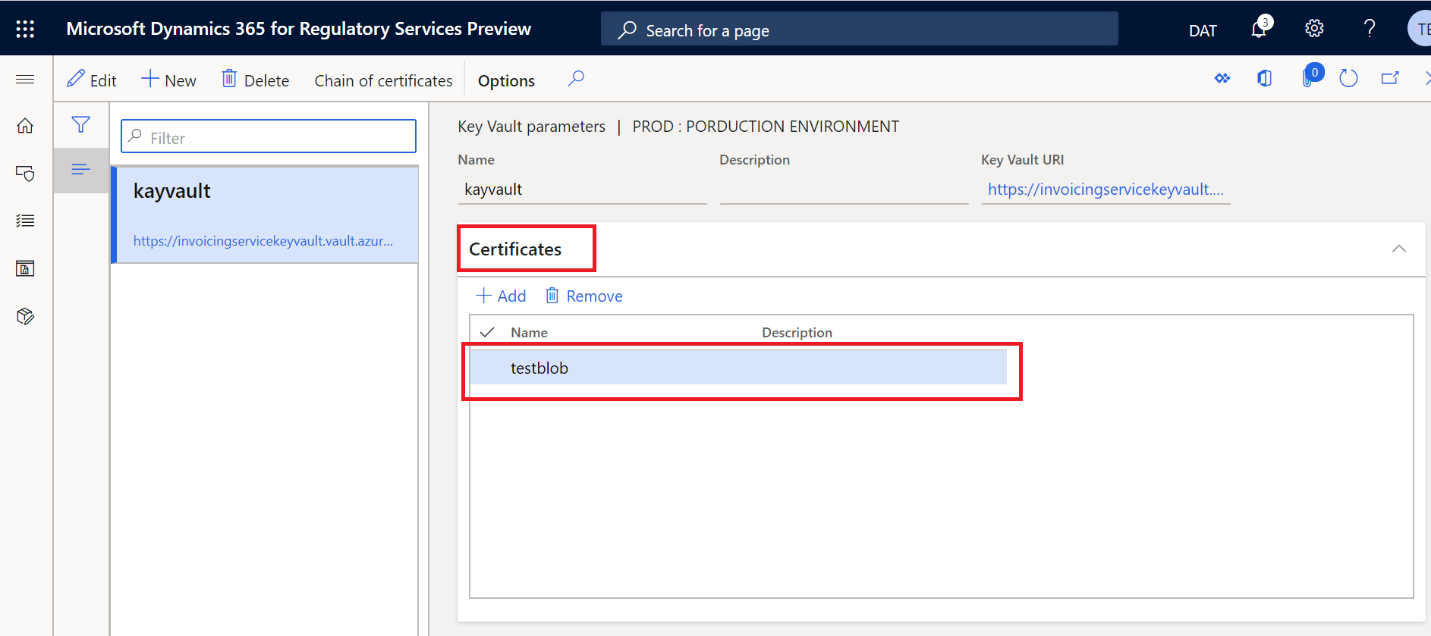 Microsoft Dynamics 365 for Regulatory Services Preview
Search for a page
DAT
3
?
TE
Edit
New
Delete
Chain of certificates
Options
0
Filter
kayvault
https://invoicingservicekeyvault.vault.azur...
Key Vault parameters | PROD : PORDUCTION ENVIRONMENT
Name Description Key Vault URI
kayvault https://invoicingservicekeyvault....
Certificates
Add Remove
Name Description
testblob